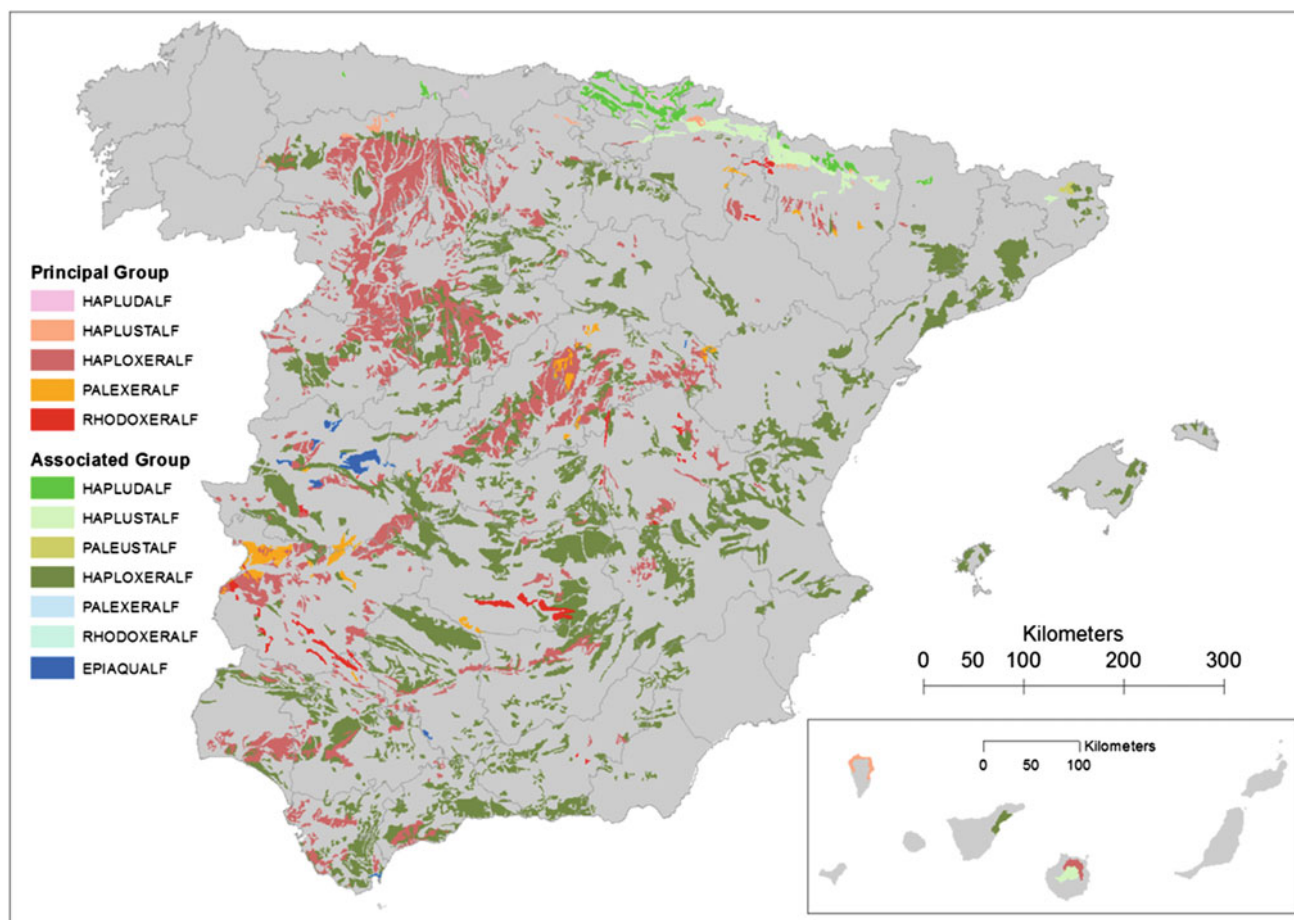 Principal Group
HAPLUDALF
HAPLUSTALF
HAPLOXERALF
PALEXERALF
RHODOXERALF
Associated Group
HAPLUDALF
HAPLUSTALF
PALEUSTALF
HAPLOXERALF
PALEXERALF
RHODOXERALF
EPIAQUALF
Kilometers
0 50 100 200 300
Kilometers
0 50 100